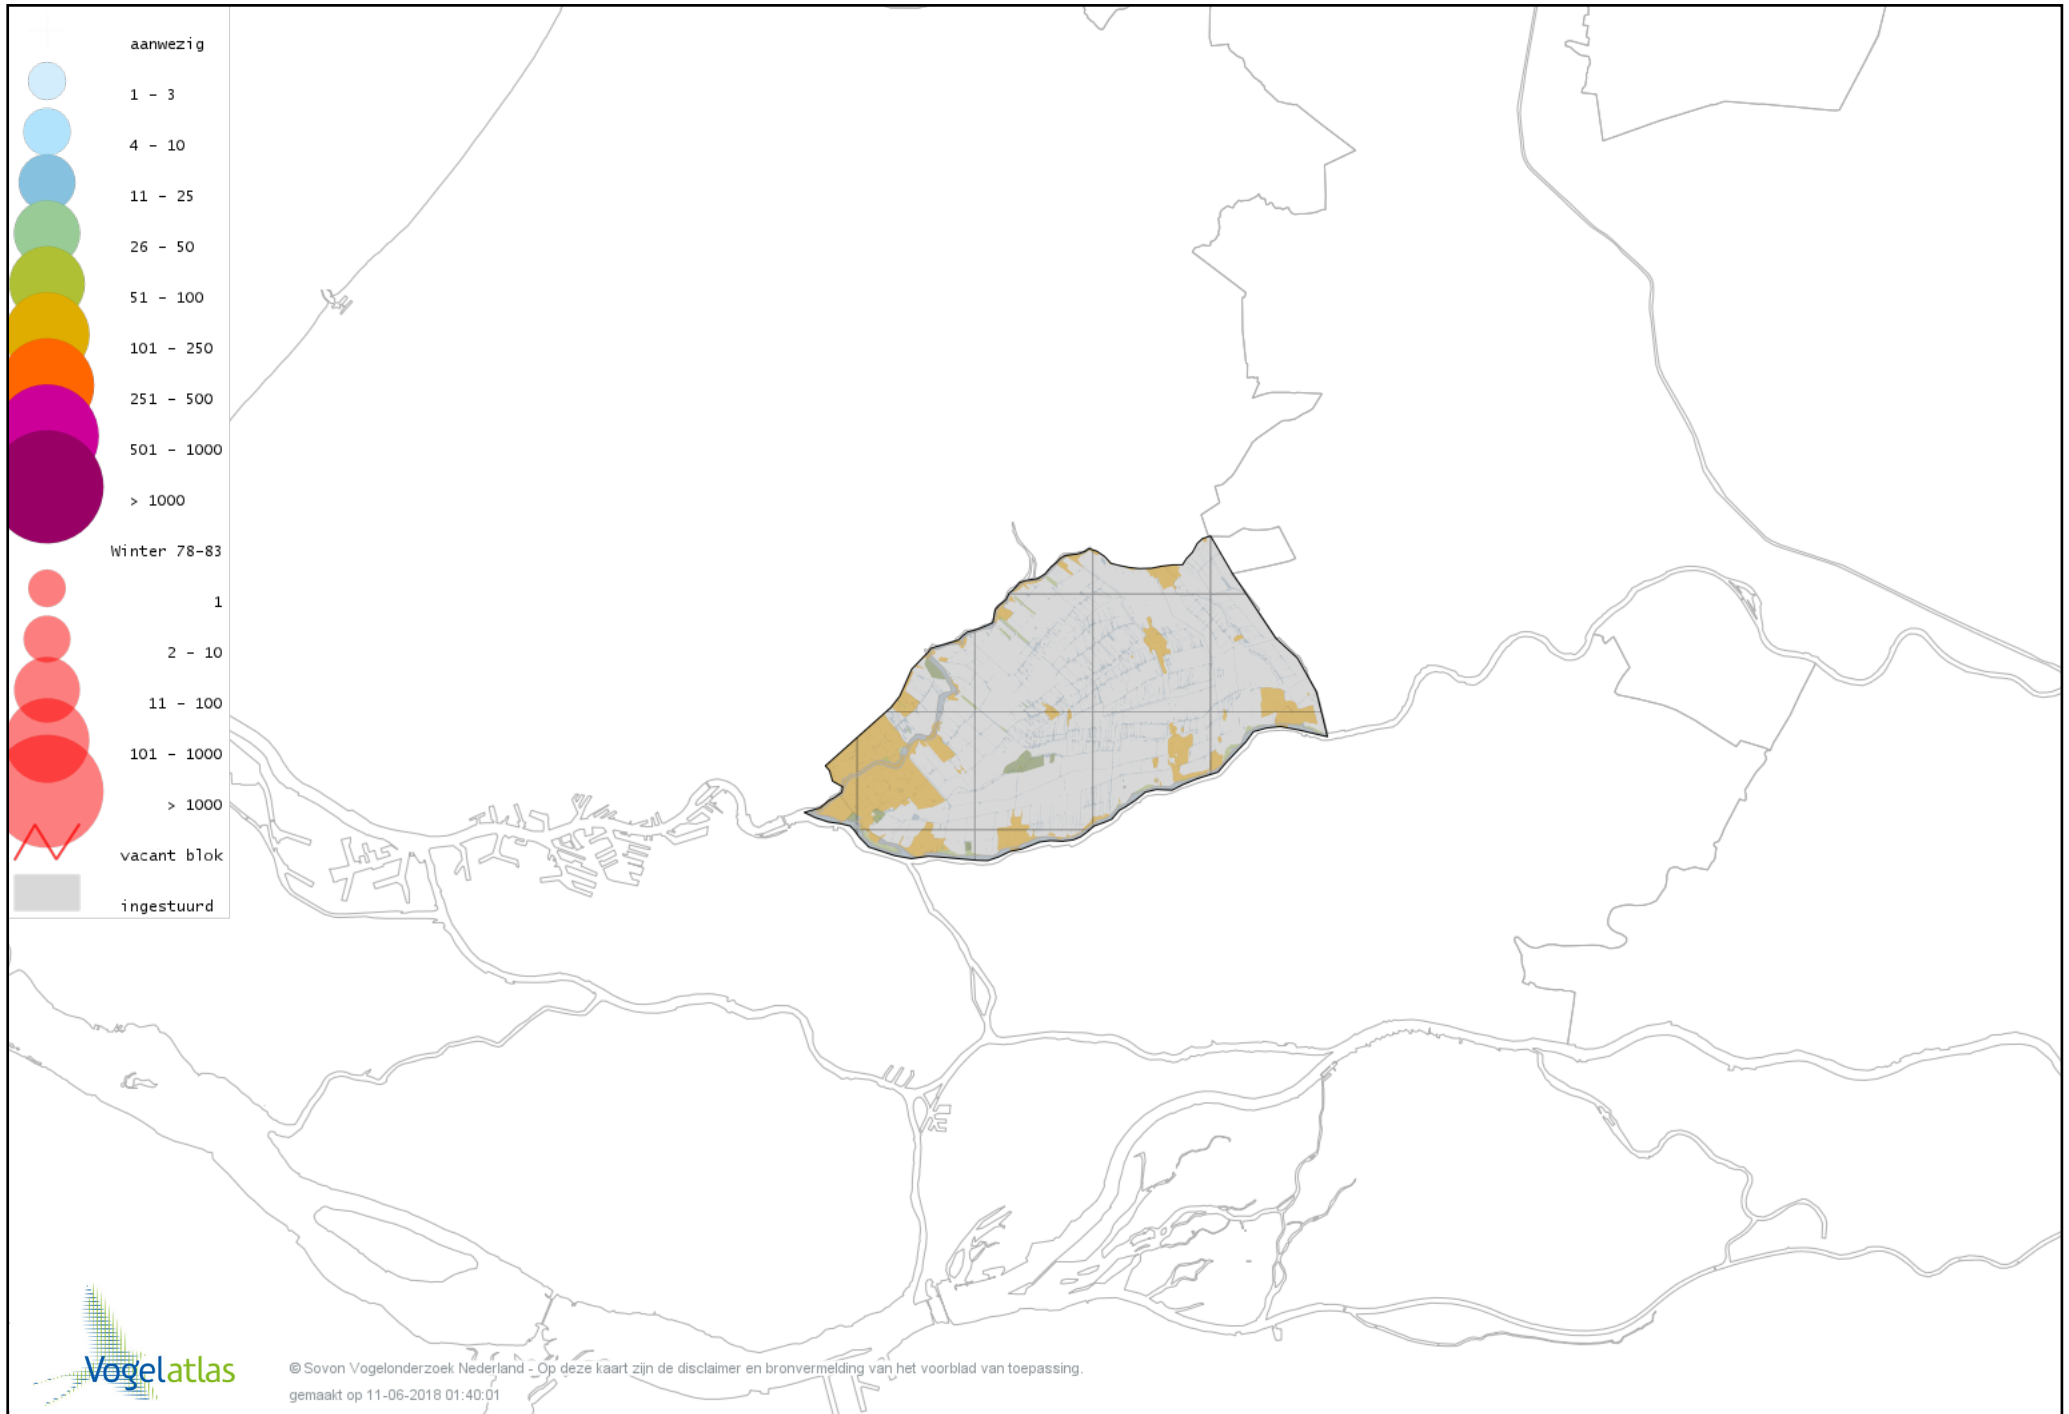 aanwezig
1 - 3
4 - 10
11 - 25
26 - 50
51 - 100
101 - 250
251 - 500
501 - 1000
> 1000
Winter 78-83
1
2 - 10
11 - 100
101 - 1000
> 1000
vacant blok
ingestuurd
Vogelatlas
© Sovon Vogelonderzoek Nederland - Op deze kaart zijn de disclaimer en bronvermelding van het voorblad van toepassing.
gemaakt op 11-06-2018 01:40:01